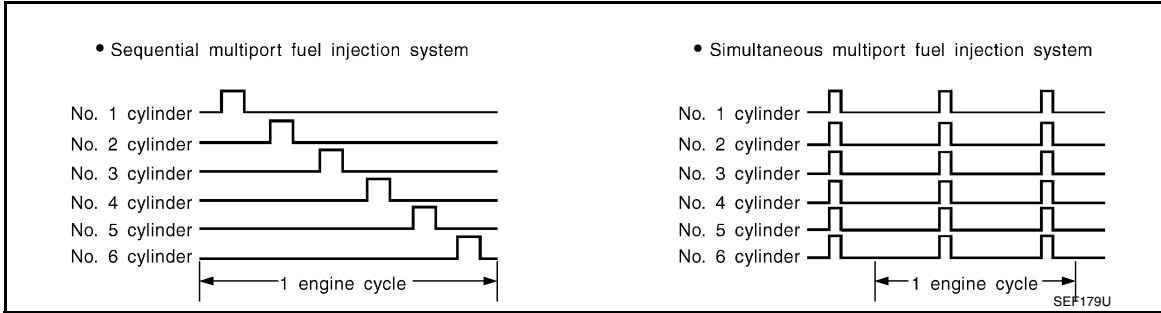 • Sequential multiport fuel injection system
No. 1 cylinder
No. 2 cylinder
No. 3 cylinder
No. 4 cylinder
No. 5 cylinder
No. 6 cylinder
1 engine cycle
• Simultaneous multiport fuel injection system
No. 1 cylinder
No. 2 cylinder
No. 3 cylinder
No. 4 cylinder
No. 5 cylinder
No. 6 cylinder
1 engine cycle
SEF179U